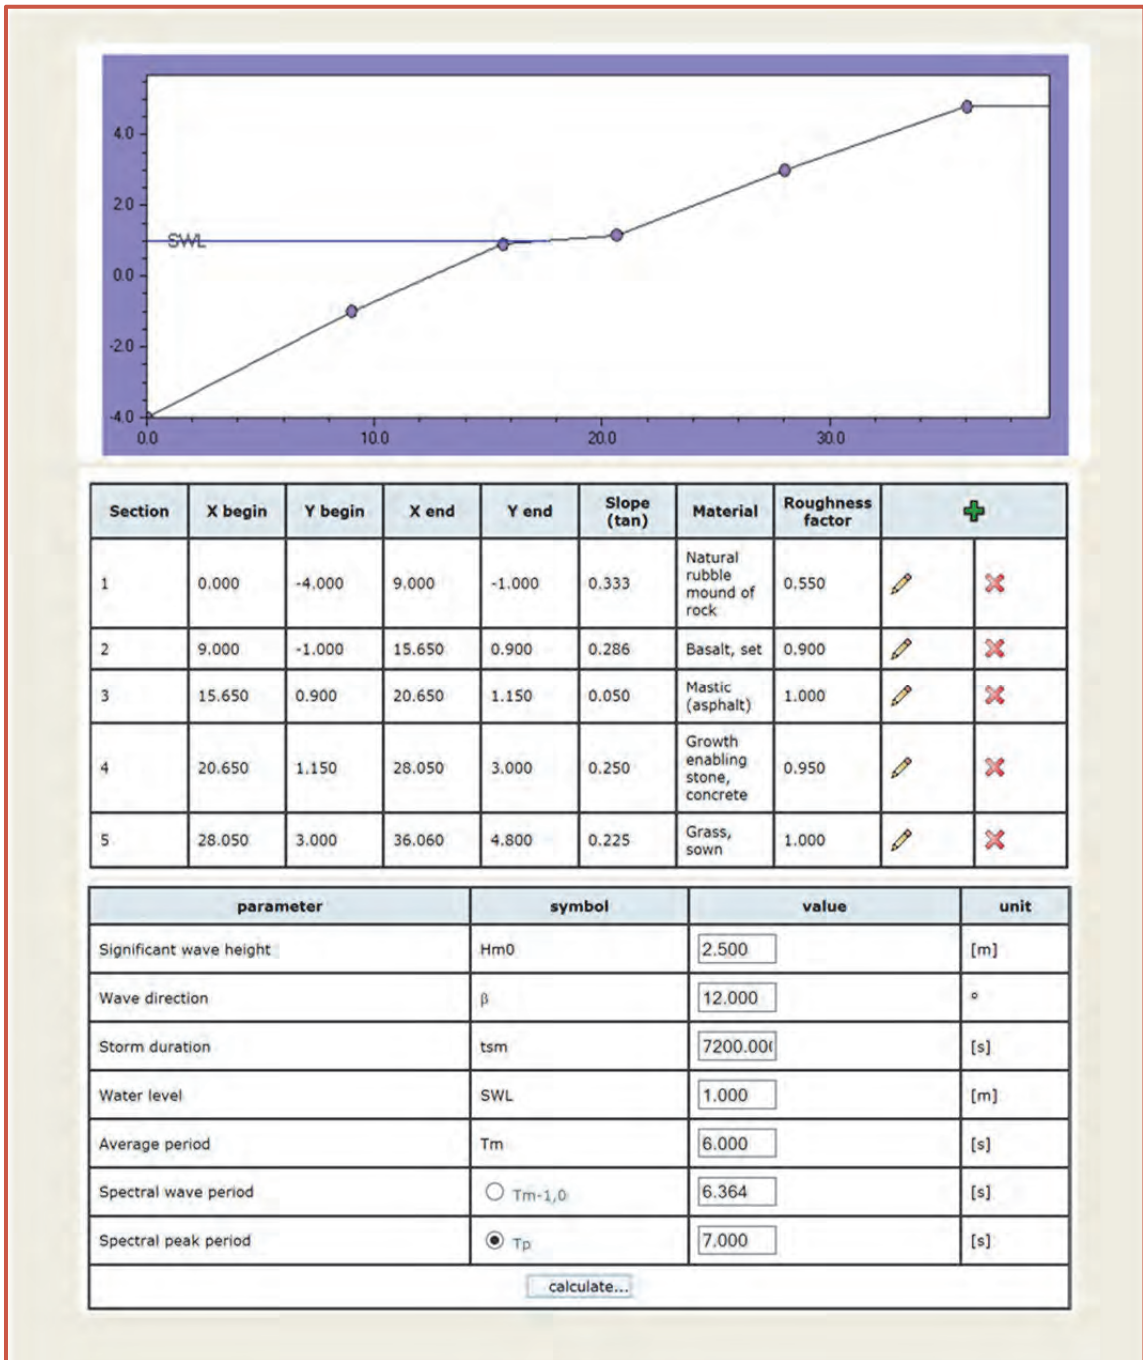 4.0
2.0
SWL
0.0
-2.0
-4.0
0.0 10.0 20.0 30.0
Section X begin Y begin X end Y end Slope (tan) Material Roughness factor
1 0.000 -4.000 9.000 -1.000 0.333 Natural rubble mound of rock 0.550
2 9.000 -1.000 15.650 0.900 0.286 Basalt, set 0.900
3 15.650 0.900 20.650 1.150 0.050 Mastic (asphalt) 1.000
4 20.650 1.150 28.050 3.000 0.250 Growth enabling stone, concrete 0.950
5 28.050 3.000 36.060 4.800 0.225 Grass, sown 1.000
parameter symbol value unit
Significant wave height Hm0 2.500 [m]
Wave direction β 12.000 °
Storm duration tsm 7200.00( [s]
Water level SWL 1.000 [m]
Average period Tm 6.000 [s]
Spectral wave period Tm-1,0 6.364 [s]
Spectral peak period Tp 7.000 [s]
calculate...